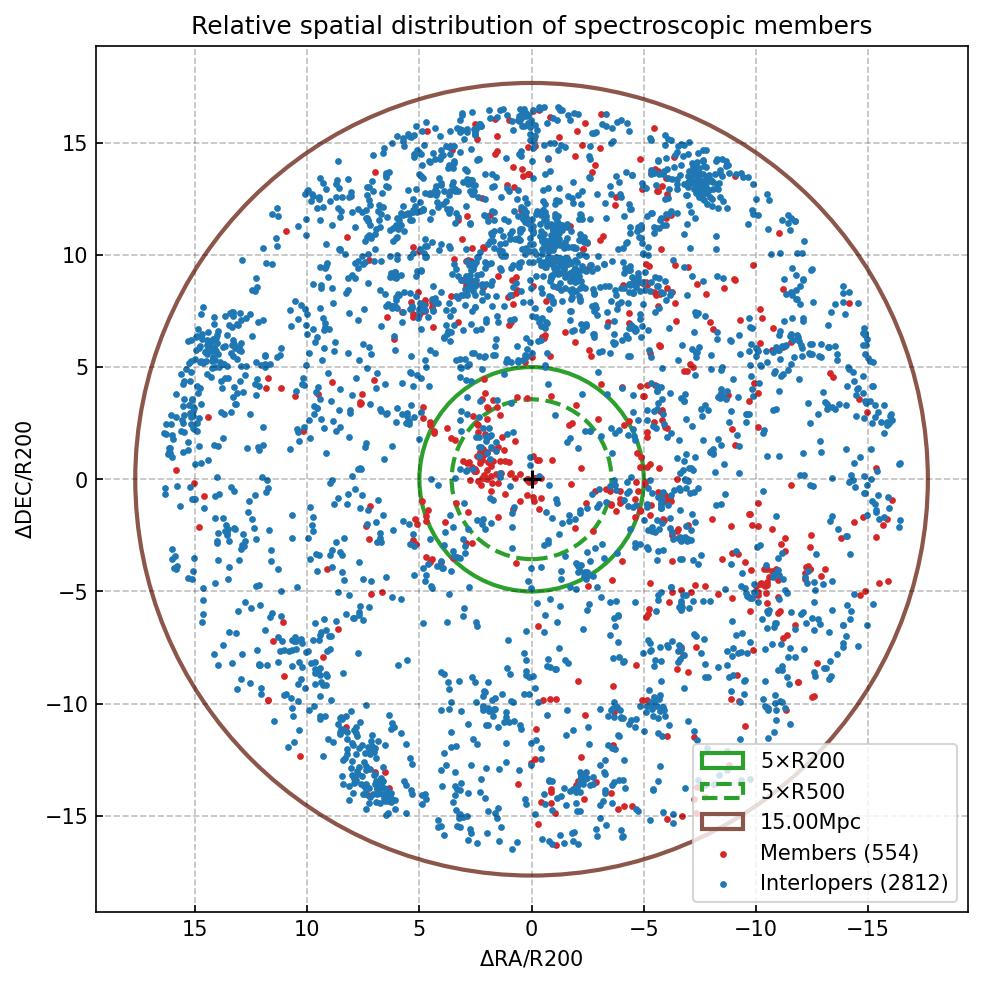 Relative spatial distribution of spectroscopic members
15
10
5
0
−5
−10
−15
ΔDEC/R200
15
10
5
0
−5
−10
−15
ΔRA/R200
5×R200
5×R500
15.00Mpc
Members (554)
Interlopers (2812)